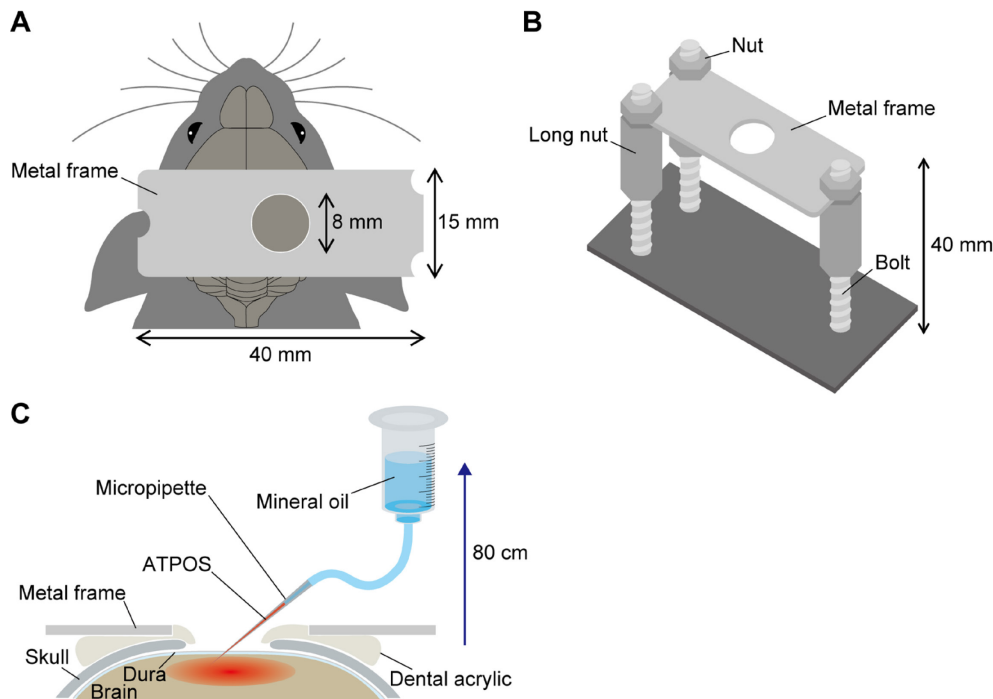 A
Metal frame
8 mm
15 mm
40 mm
B
Nut
Metal frame
Long nut
40 mm
Bolt
C
Micropipette
Mineral oil
ATPOS
80 cm
Metal frame
Skull
Dura
Brain
Dental acrylic